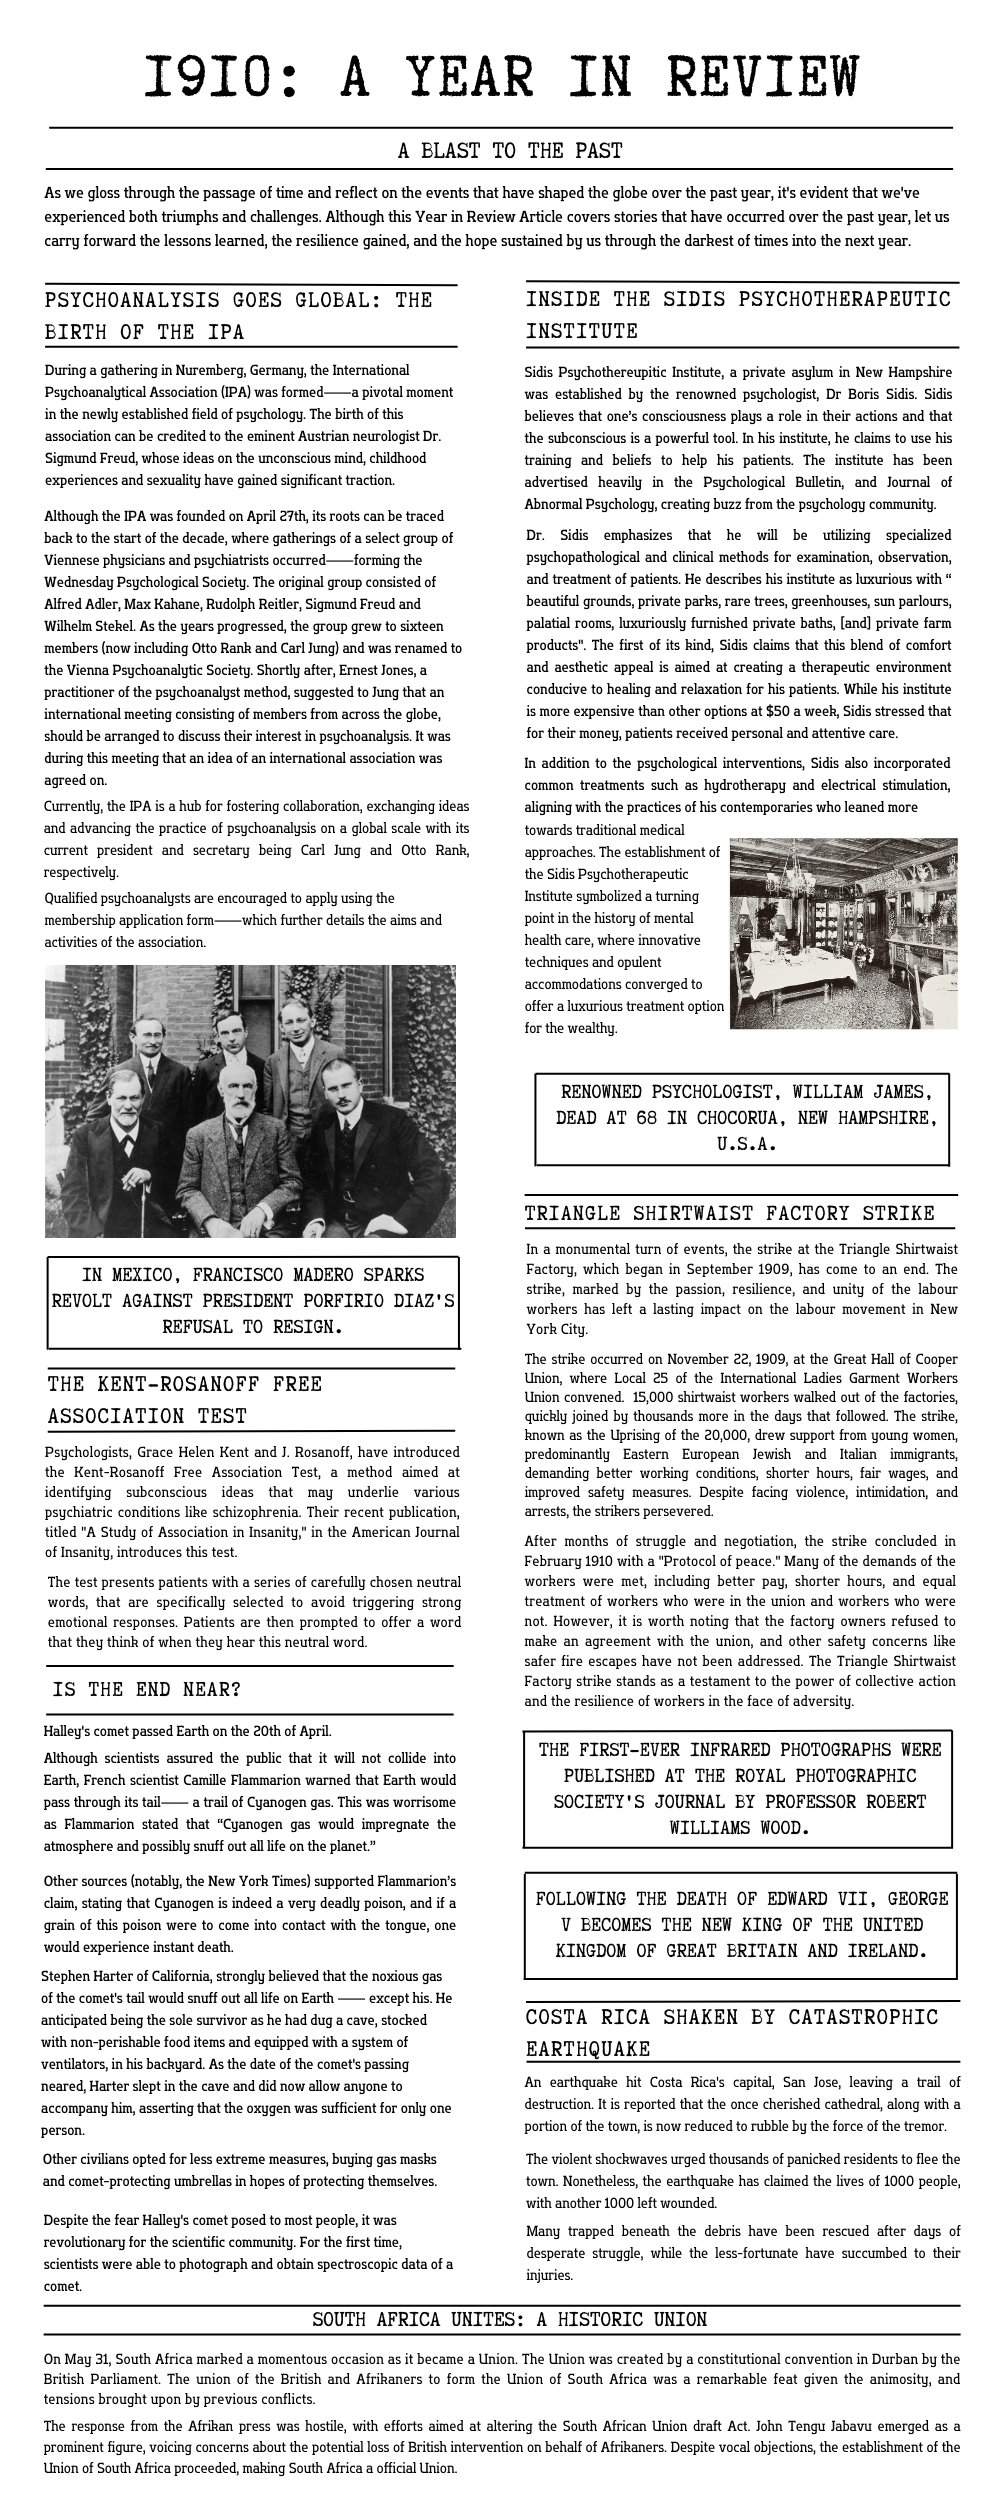 1910: A YEAR IN REVIEW
A BLAST TO THE PAST
As we gloss through the passage of time and reflect on the events that have shaped the globe over the past year, it's evident that we've
experienced both triumphs and challenges. Although this Year in Review Article covers stories that have occurred over the past year, let us
carry forward the lessons learned, the resilience gained, and the hope sustained by us through the darkest of times into the next year.
PSYCHOANALYSIS GOES GLOBAL: THE
BIRTH OF THE IPA
During a gathering in Nuremberg, Germany, the International
Psychoanalytical Association (IPA) was formed——a pivotal moment
in the newly established field of psychology. The birth of this
association can be credited to the eminent Austrian neurologist Dr.
Sigmund Freud, whose ideas on the unconscious mind, childhood
experiences and sexuality have gained significant traction.
Although the IPA was founded on April 27th, its roots can be traced
back to the start of the decade, where gatherings of a select group of
Viennese physicians and psychiatrists occurred——forming the
Wednesday Psychological Society. The original group consisted of
Alfred Adler, Max Kahane, Rudolph Reitler, Sigmund Freud and
Wilhelm Stekel. As the years progressed, the group grew to sixteen
members (now including Otto Rank and Carl Jung) and was renamed to
the Vienna Psychoanalytic Society. Shortly after, Ernest Jones, a
practitioner of the psychoanalyst method, suggested to Jung that an
international meeting consisting of members from across the globe,
should be arranged to discuss their interest in psychoanalysis. It was
during this meeting that an idea of an international association was
agreed on.
Currently, the IPA is a hub for fostering collaboration, exchanging ideas
and advancing the practice of psychoanalysis on a global scale with its
current president and secretary being Carl Jung and Otto Rank,
respectively.
Qualified psychoanalysts are encouraged to apply using the
membership application form——which further details the aims and
activities of the association.
IN MEXICO, FRANCISCO MADERO SPARKS
REVOLT AGAINST PRESIDENT PORFIRIO DIAZ'S
REFUSAL TO RESIGN.
THE KENT-ROSANOFF FREE
ASSOCIATION TEST
Psychologists, Grace Helen Kent and J. Rosanoff, have introduced
the Kent-Rosanoff Free Association Test, a method aimed at
identifying subconscious ideas that may underlie various
psychiatric conditions like schizophrenia. Their recent publication,
titled "A Study of Association in Insanity," in the American Journal
of Insanity, introduces this test.
The test presents patients with a series of carefully chosen neutral
words, that are specifically selected to avoid triggering strong
emotional responses. Patients are then prompted to offer a word
that they think of when they hear this neutral word.
IS THE END NEAR?
Halley's comet passed Earth on the 20th of April.
Although scientists assured the public that it will not collide into
Earth, French scientist Camille Flammarion warned that Earth would
pass through its tail—— a trail of Cyanogen gas. This was worrisome
as Flammarion stated that “Cyanogen gas would impregnate the
atmosphere and possibly snuff out all life on the planet.”
Other sources (notably, the New York Times) supported Flammarion's
claim, stating that Cyanogen is indeed a very deadly poison, and if a
grain of this poison were to come into contact with the tongue, one
would experience instant death.
Stephen Harter of California, strongly believed that the noxious gas
of the comet's tail would snuff out all life on Earth —— except his. He
anticipated being the sole survivor as he had dug a cave, stocked
with non-perishable food items and equipped with a system of
ventilators, in his backyard. As the date of the comet's passing
neared, Harter slept in the cave and did now allow anyone to
accompany him, asserting that the oxygen was sufficient for only one
person.
Other civilians opted for less extreme measures, buying gas masks
and comet-protecting umbrellas in hopes of protecting themselves.
Despite the fear Halley's comet posed to most people, it was
revolutionary for the scientific community. For the first time,
scientists were able to photograph and obtain spectroscopic data of a
comet.
INSIDE THE SIDIS PSYCHOTHERAPEUTIC
INSTITUTE
Sidis Psychothereupitic Institute, a private asylum in New Hampshire
was established by the renowned psychologist, Dr Boris Sidis. Sidis
believes that one's consciousness plays a role in their actions and that
the subconscious is a powerful tool. In his institute, he claims to use his
training and beliefs to help his patients. The institute has been
advertised heavily in the Psychological Bulletin, and Journal of
Abnormal Psychology, creating buzz from the psychology community.
Dr. Sidis emphasizes that he will be utilizing specialized
psychopathological and clinical methods for examination, observation,
and treatment of patients. He describes his institute as luxurious with “
beautiful grounds, private parks, rare trees, greenhouses, sun parlours,
palatial rooms, luxuriously furnished private baths, [and] private farm
products". The first of its kind, Sidis claims that this blend of comfort
and aesthetic appeal is aimed at creating a therapeutic environment
conducive to healing and relaxation for his patients. While his institute
is more expensive than other options at $50 a week, Sidis stressed that
for their money, patients received personal and attentive care.
In addition to the psychological interventions, Sidis also incorporated
common treatments such as hydrotherapy and electrical stimulation,
aligning with the practices of his contemporaries who leaned more
towards traditional medical
approaches. The establishment of
the Sidis Psychotherapeutic
Institute symbolized a turning
point in the history of mental
health care, where innovative
techniques and opulent
accommodations converged to
offer a luxurious treatment option
for the wealthy.
RENOWNED PSYCHOLOGIST, WILLIAM JAMES,
DEAD AT 68 IN CHOCORUA, NEW HAMPSHIRE,
U.S.A.
TRIANGLE SHIRTWAIST FACTORY STRIKE
In a monumental turn of events, the strike at the Triangle Shirtwaist
Factory, which began in September 1909, has come to an end. The
strike, marked by the passion, resilience, and unity of the labour
workers has left a lasting impact on the labour movement in New
York City.
The strike occurred on November 22, 1909, at the Great Hall of Cooper
Union, where Local 25 of the International Ladies Garment Workers
Union convened. 15,000 shirtwaist workers walked out of the factories,
quickly joined by thousands more in the days that followed. The strike,
known as the Uprising of the 20,000, drew support from young women,
predominantly Eastern European Jewish and Italian immigrants,
demanding better working conditions, shorter hours, fair wages, and
improved safety measures. Despite facing violence, intimidation, and
arrests, the strikers persevered.
After months of struggle and negotiation, the strike concluded in
February 1910 with a "Protocol of peace." Many of the demands of the
workers were met, including better pay, shorter hours, and equal
treatment of workers who were in the union and workers who were
not. However, it is worth noting that the factory owners refused to
make an agreement with the union, and other safety concerns like
safer fire escapes have not been addressed. The Triangle Shirtwaist
Factory strike stands as a testament to the power of collective action
and the resilience of workers in the face of adversity.
THE FIRST-EVER INFRARED PHOTOGRAPHS WERE
PUBLISHED AT THE ROYAL PHOTOGRAPHIC
SOCIETY'S JOURNAL BY PROFESSOR ROBERT
WILLIAMS WOOD.
FOLLOWING THE DEATH OF EDWARD VII, GEORGE
V BECOMES THE NEW KING OF THE UNITED
KINGDOM OF GREAT BRITAIN AND IRELAND.
COSTA RICA SHAKEN BY CATASTROPHIC
EARTHQUAKE
An earthquake hit Costa Rica's capital, San Jose, leaving a trail of
destruction. It is reported that the once cherished cathedral, along with a
portion of the town, is now reduced to rubble by the force of the tremor.
The violent shockwaves urged thousands of panicked residents to flee the
town. Nonetheless, the earthquake has claimed the lives of 1000 people,
with another 1000 left wounded.
Many trapped beneath the debris have been rescued after days of
desperate struggle, while the less-fortunate have succumbed to their
injuries.
SOUTH AFRICA UNITES: A HISTORIC UNION
On May 31, South Africa marked a momentous occasion as it became a Union. The Union was created by a constitutional convention in Durban by the
British Parliament. The union of the British and Afrikaners to form the Union of South Africa was a remarkable feat given the animosity, and
tensions brought upon by previous conflicts.
The response from the Afrikan press was hostile, with efforts aimed at altering the South African Union draft Act. John Tengu Jabavu emerged as a
prominent figure, voicing concerns about the potential loss of British intervention on behalf of Afrikaners. Despite vocal objections, the establishment of the
Union of South Africa proceeded, making South Africa a official Union.